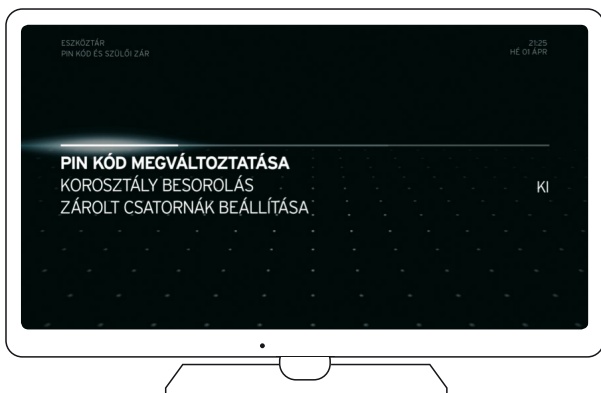 ESZKÖZTÁR
PIN KÓD ÉS SZÜLŐI ZÁR
21:25
HÉ 01 ÁPR
PIN KÓD MEGVÁLTOZTATÁSA
KOROSZTÁLY BESOROLÁS KI
ZÁROLT CSATORNÁK BEÁLLÍTÁSA